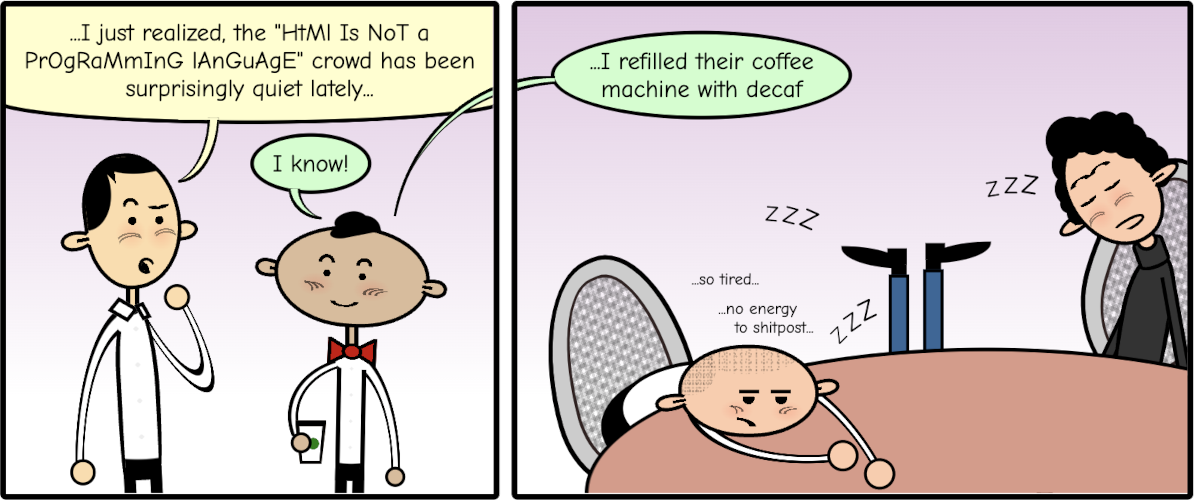 ...I just realized, the "HtMl Is NoT a
PrOgRaMmInG lAnGuAgE" crowd has been
surprisingly quiet lately...
I know!
...I refilled their coffee
machine with decaf
zzz
zzz
...so tired...
...no energy
to shitpost...
zzz